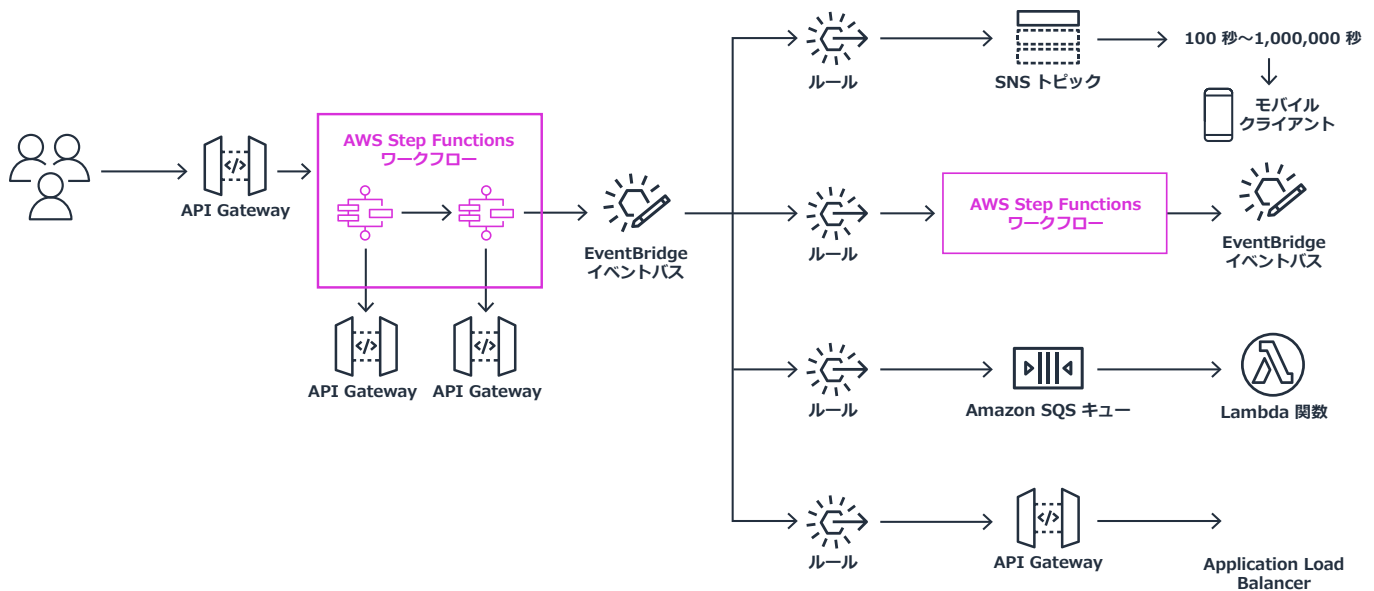 API Gateway
AWS Step Functions
ワークフロー
API Gateway
API Gateway
EventBridge
イベントバス
ルール
SNS トピック
100 秒~1,000,000 秒
モバイル
クライアント
ルール
AWS Step Functions
ワークフロー
EventBridge
イベントバス
ルール
Amazon SQS キュー
Lambda 関数
ルール
API Gateway
Application Load
Balancer